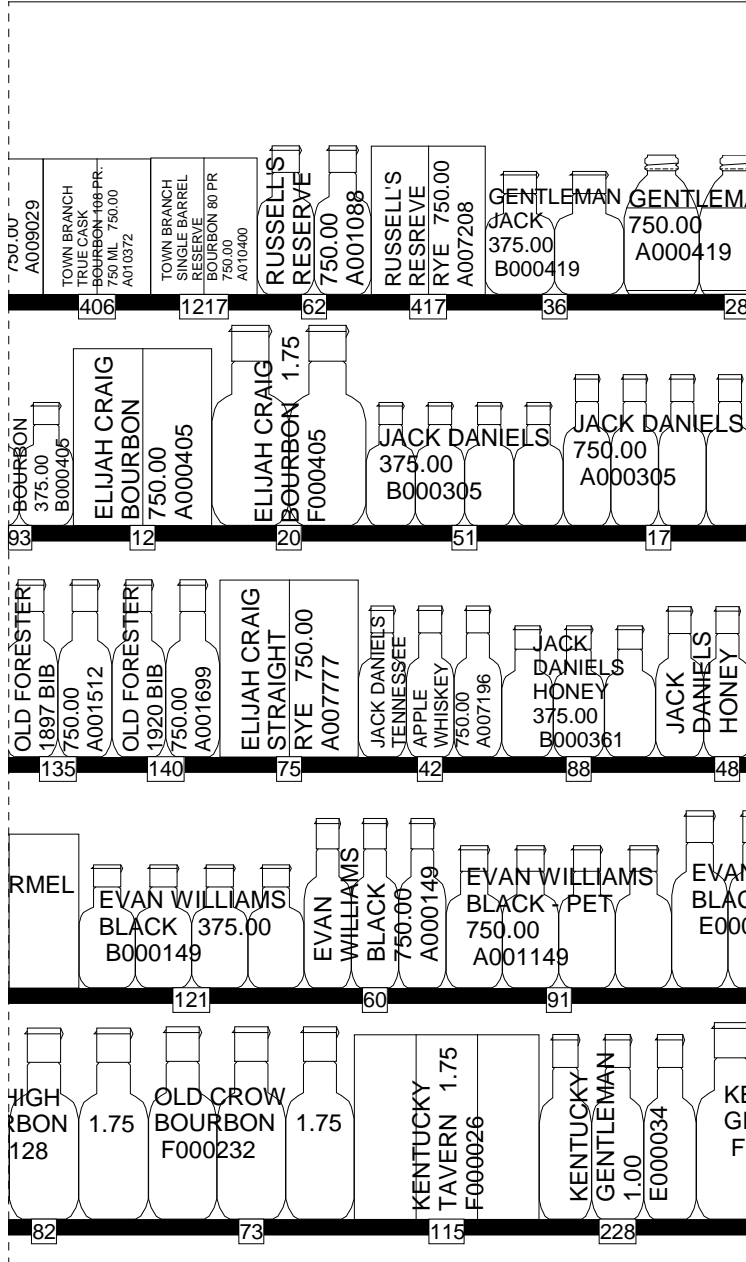 750.00
A009029
TOWN BRANCH
TRUE CASK
BOURBON 108 PR.
750 ML 750.00
A010372
TOWN BRANCH
SINGLE BARREL
RESERVE
BOURBON 80 PR
750.00
A010400
RUSSELL'S
RESERVE
750.00
A001088
RUSSELL'S
RESREVE
RYE 750.00
A007208
GENTLEMAN
JACK
375.00
B000419
GENTLEMA
750.00
A000419
406
1217
62
417
36
28
BOURBON
375.00
B000405
ELIJAH CRAIG
BOURBON
750.00
A000405
ELIJAH CRAIG
BOURBON 1.75
F000405
JACK DANIELS
375.00
B000305
JACK DANIELS
750.00
A000305
93
12
20
51
17
OLD FORESTER
1897 BIB
750.00
A001512
OLD FORESTER
1920 BIB
750.00
A001699
ELIJAH CRAIG
STRAIGHT
RYE 750.00
A007777
JACK DANIELS
TENNESSEE
APPLE
WHISKEY
750.00
A007196
JACK
DANIELS
HONEY
375.00
B000361
JACK
DANIELS
HONEY
135
140
75
42
88
48
RMEL
EVAN WILLIAMS
BLACK 375.00
B000149
EVAN
WILLIAMS
BLACK
750.00
A000149
EVAN WILLIAMS
BLACK - PET
750.00
A001149
EVAN
BLAC
E000
121
60
91
HIGH
RBON 1.75
128
OLD CROW
BOURBON 1.75
F000232
KENTUCKY
TAVERN 1.75
F000026
KENTUCKY
GENTLEMAN
1.00
E000034
KE
GE
F
82
73
115
228